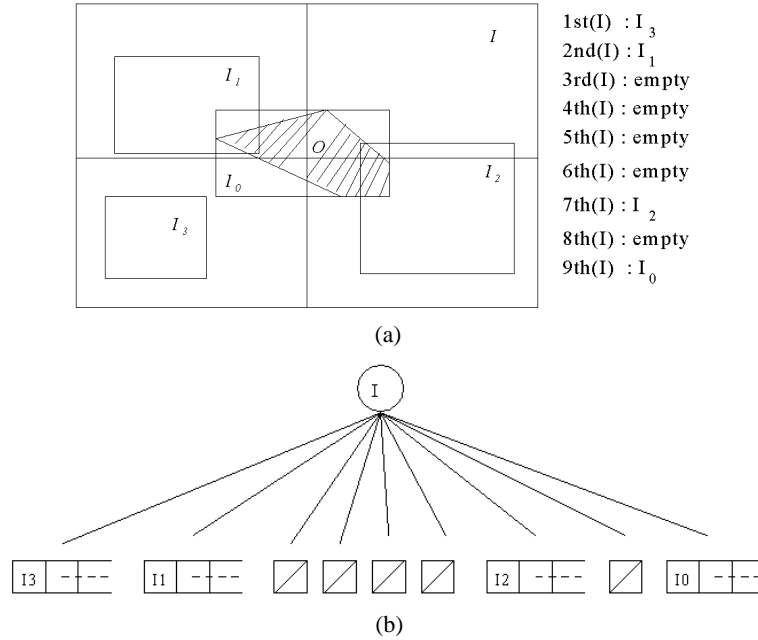 I
I1
O
I0
I2
I3
1st(I) : I3
2nd(I) : I1
3rd(I) : empty
4th(I) : empty
5th(I) : empty
6th(I) : empty
7th(I) : I2
8th(I) : empty
9th(I) : I0
(a)
I
I3 I1 I2 I0
(b)